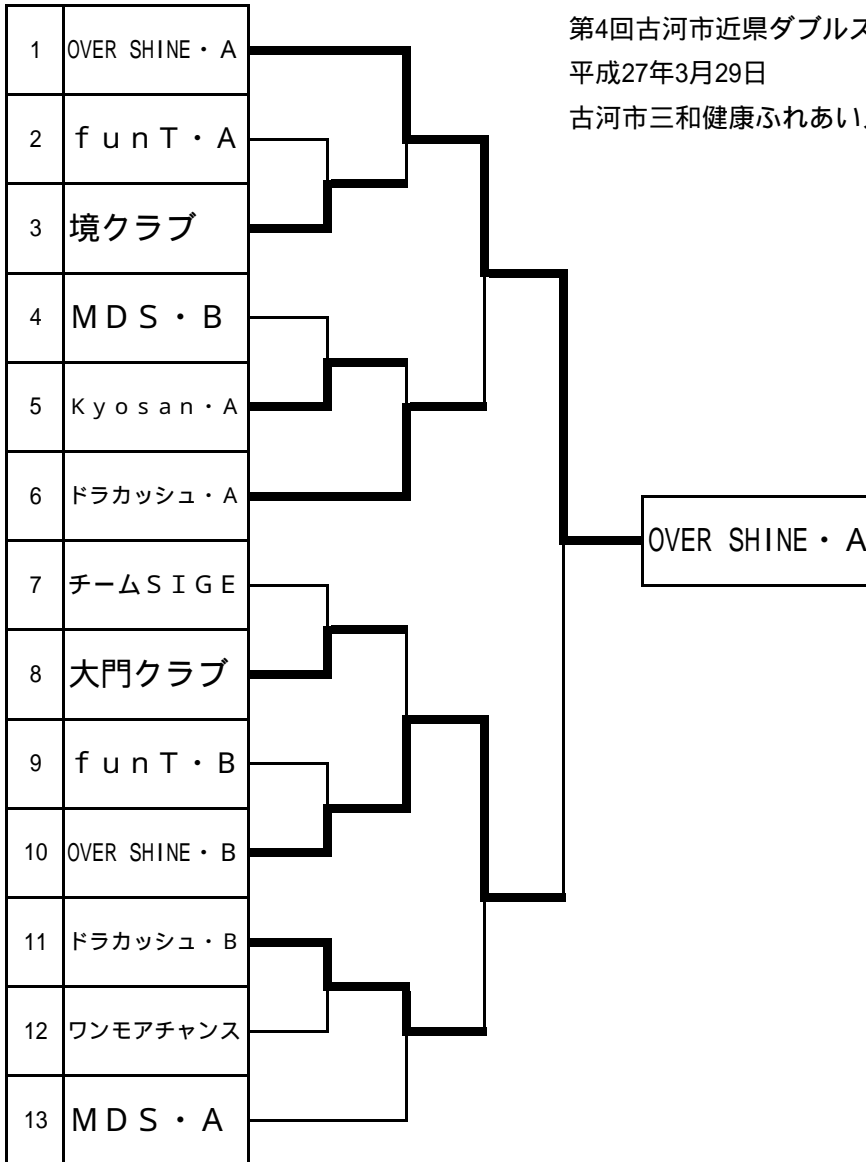 第4回古河市近県ダブルス
平成27年3月29日
古河市三和健康ふれあい
1 OVER SHINE・A
2 ｆｕｎＴ・Ａ
3 境クラブ
4 ＭＤＳ・Ｂ
5 Ｋｙｏｓａｎ・Ａ
6 ドラカッシュ・Ａ
7 チームＳＩＧＥ
8 大門クラブ
9 ｆｕｎＴ・Ｂ
10 OVER SHINE・B
11 ドラカッシュ・Ｂ
12 ワンモアチャンス
13 ＭＤＳ・Ａ
OVER SHINE・A